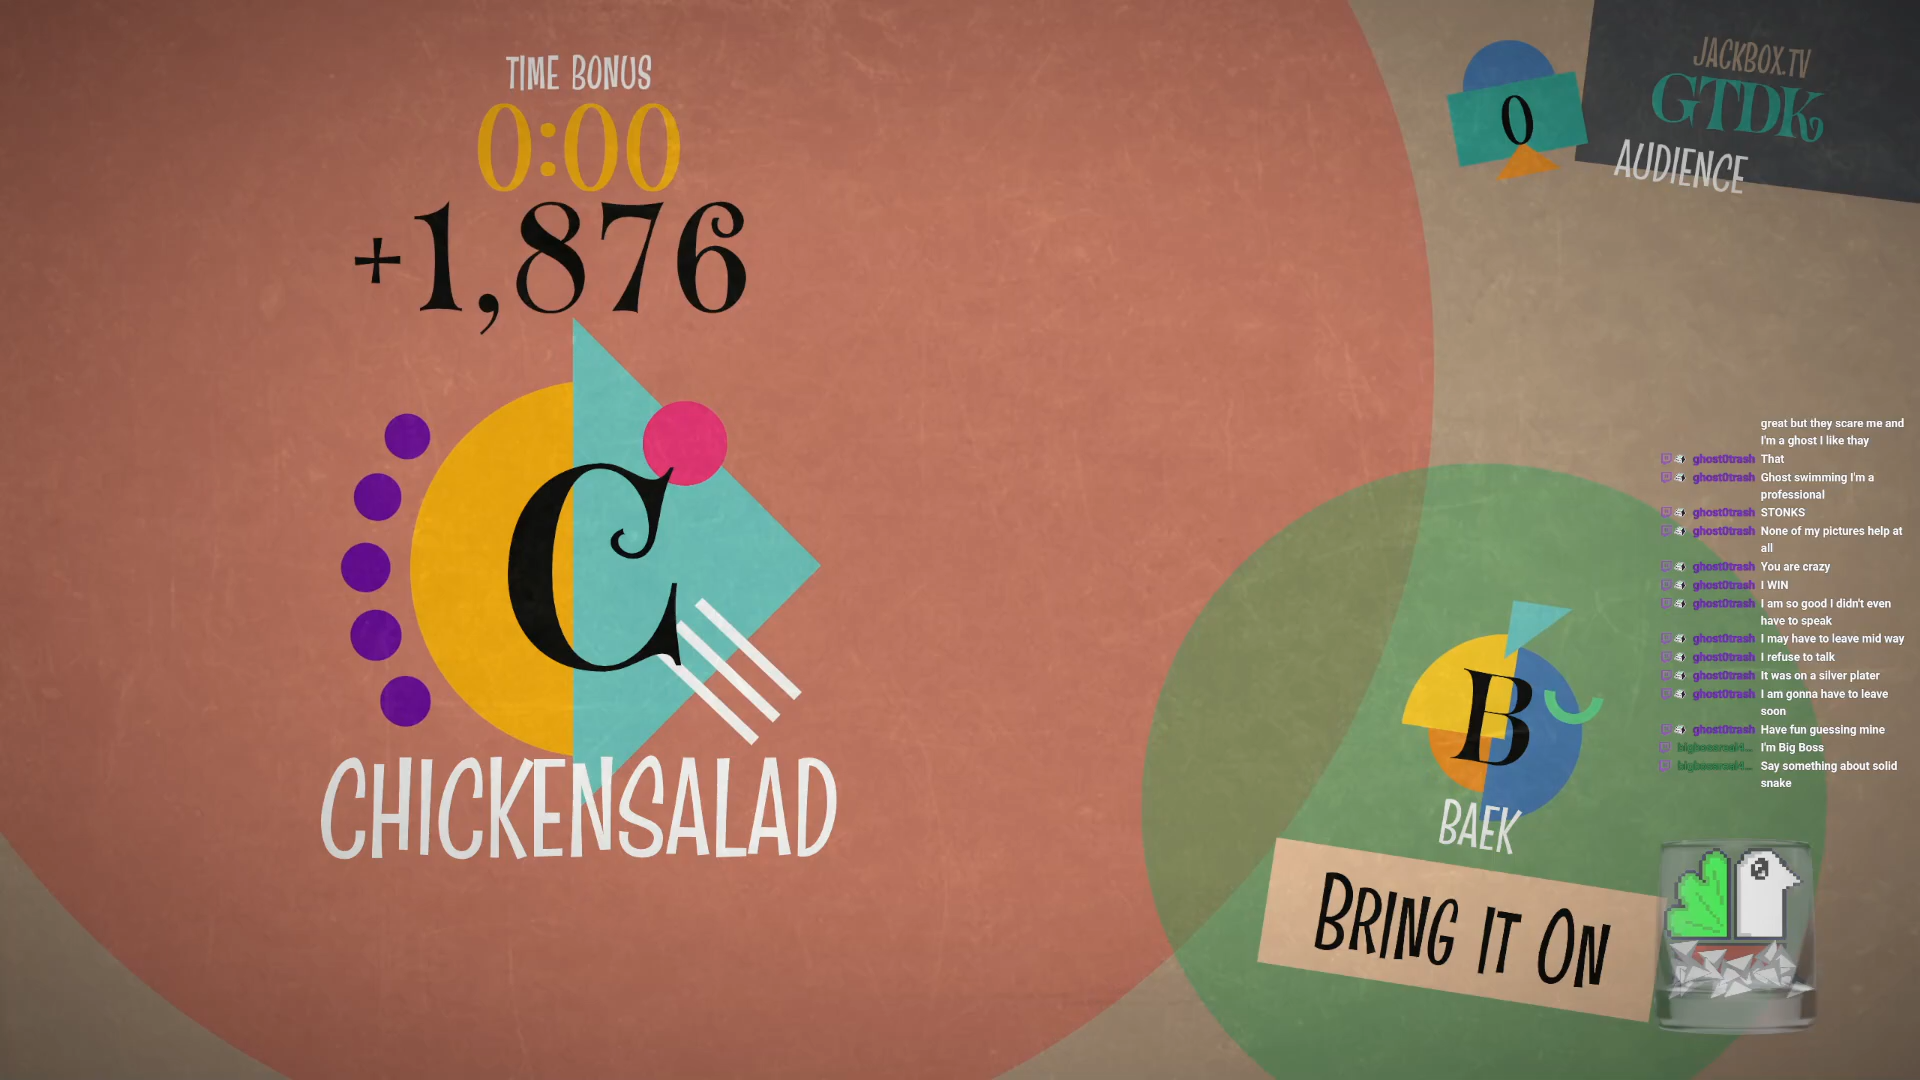 TIME BONUS
0:00
+1,876
C
CHICKENSALAD
0
JACKBOX.TV
GTDK
AUDIENCE
great but they scare me and
I'm a ghost I like thay
ghost0trash That
ghost0trash Ghost swimming I'm a
professional
ghost0trash STONKS
ghost0trash None of my pictures help at
all
ghost0trash You are crazy
ghost0trash I WIN
ghost0trash I am so good I didn't even
have to speak
ghost0trash I may have to leave mid way
ghost0trash I refuse to talk
ghost0trash It was on a silver plater
ghost0trash I am gonna have to leave
soon
ghost0trash Have fun guessing mine
I'm Big Boss
Say something about solid
snake
B
BAEK
BRING IT ON